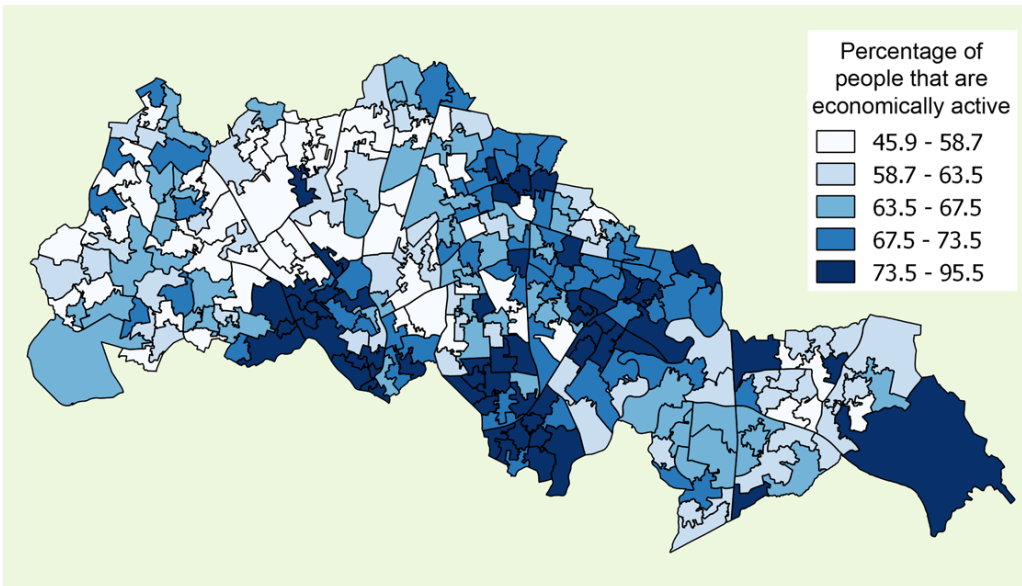 Percentage of
people that are
economically active
45.9 - 58.7
58.7 - 63.5
63.5 - 67.5
67.5 - 73.5
73.5 - 95.5